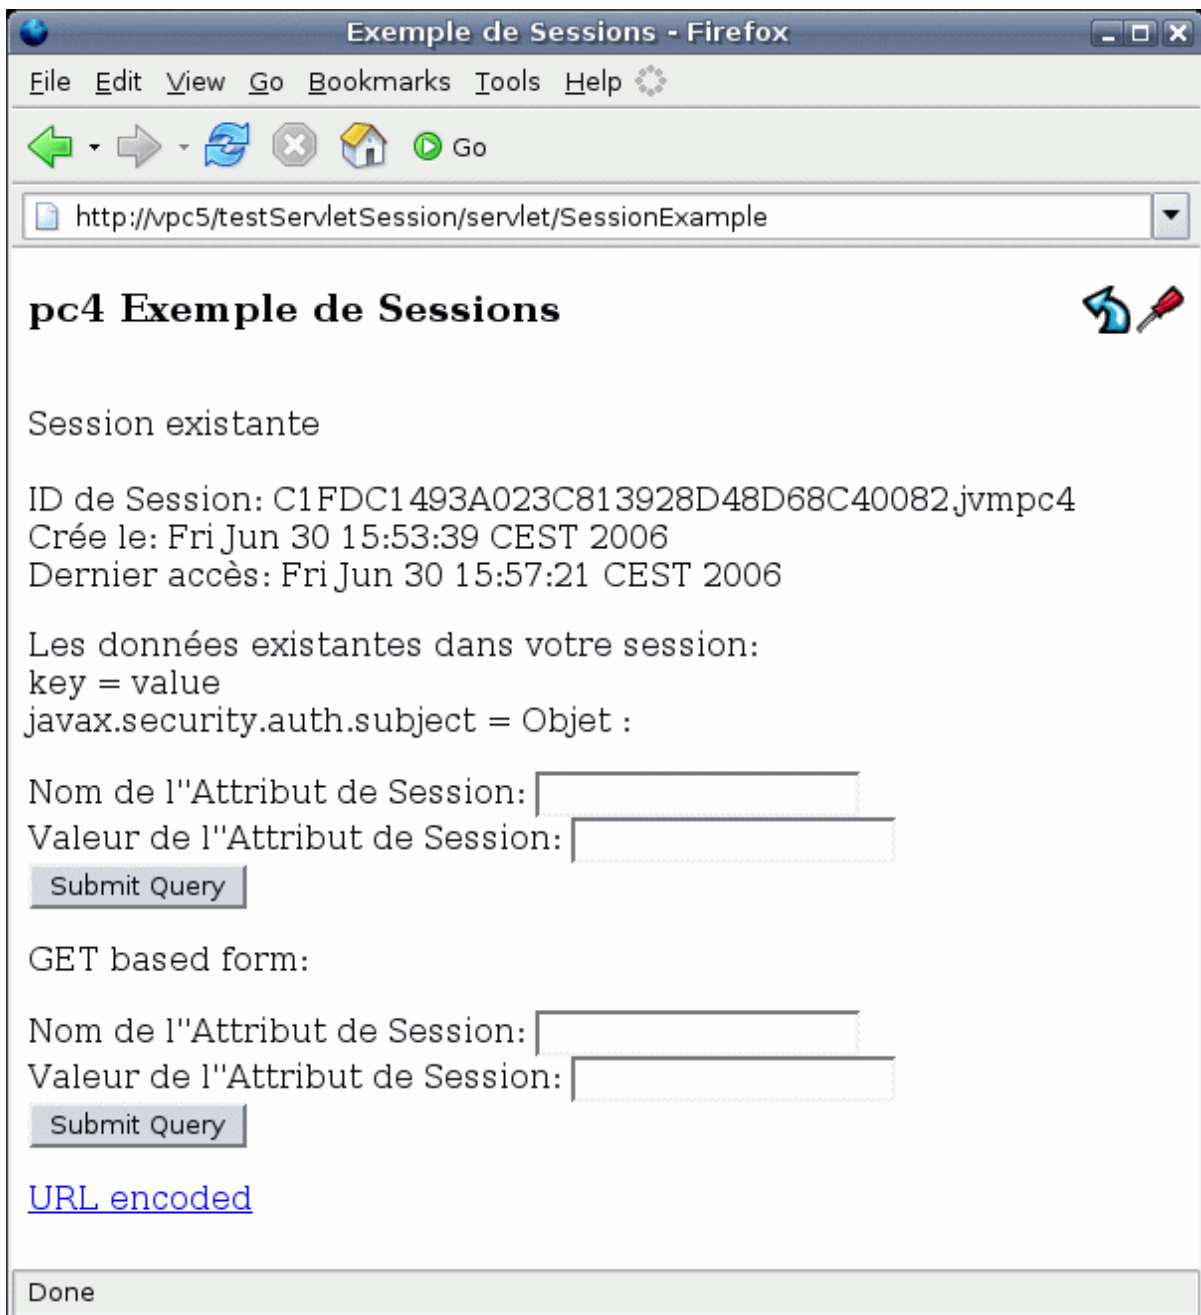 Exemple de Sessions - Firefox
File Edit View Go Bookmarks Tools Help
Go
http://vpc5/testServletSession/servlet/SessionExample
pc4 Exemple de Sessions
Session existante
ID de Session: C1FDC1493A023C813928D48D68C40082.jvmpc4
Crée le: Fri Jun 30 15:53:39 CEST 2006
Dernier accès: Fri Jun 30 15:57:21 CEST 2006
Les données existantes dans votre session:
key = value
javax.security.auth.subject = Objet :
Nom de l''Attribut de Session:
Valeur de l''Attribut de Session:
Submit Query
GET based form:
Nom de l''Attribut de Session:
Valeur de l''Attribut de Session:
Submit Query
URL encoded
Done